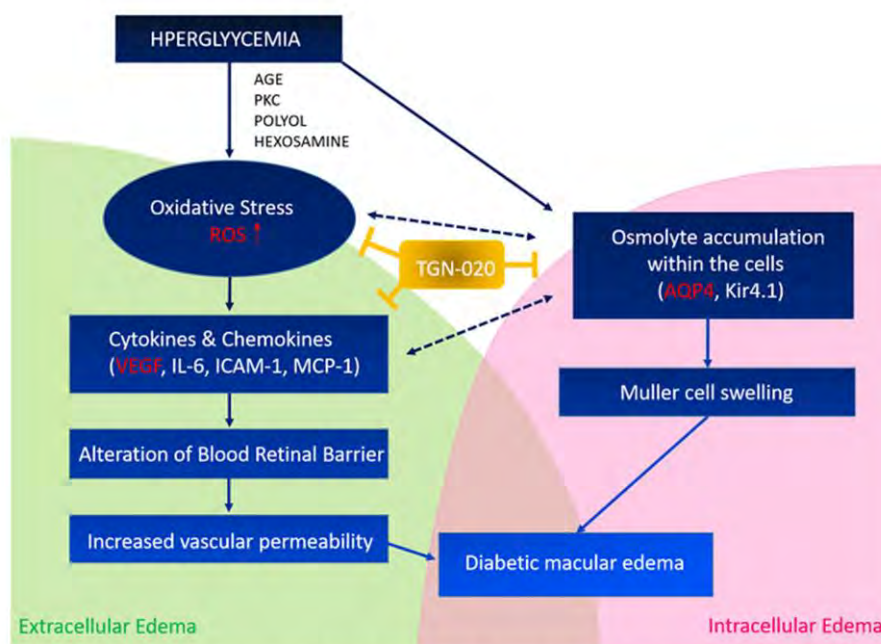 HPERGLYYCEMIA
AGE
PKC
POLYOL
HEXOSAMINE
Oxidative Stress
ROS ↑
TGN-020
Osmolyte accumulation
within the cells
(AQP4, Kir4.1)
Cytokines & Chemokines
(VEGF, IL-6, ICAM-1, MCP-1)
Muller cell swelling
Alteration of Blood Retinal Barrier
Increased vascular permeability
Diabetic macular edema
Extracellular Edema
Intracellular Edema